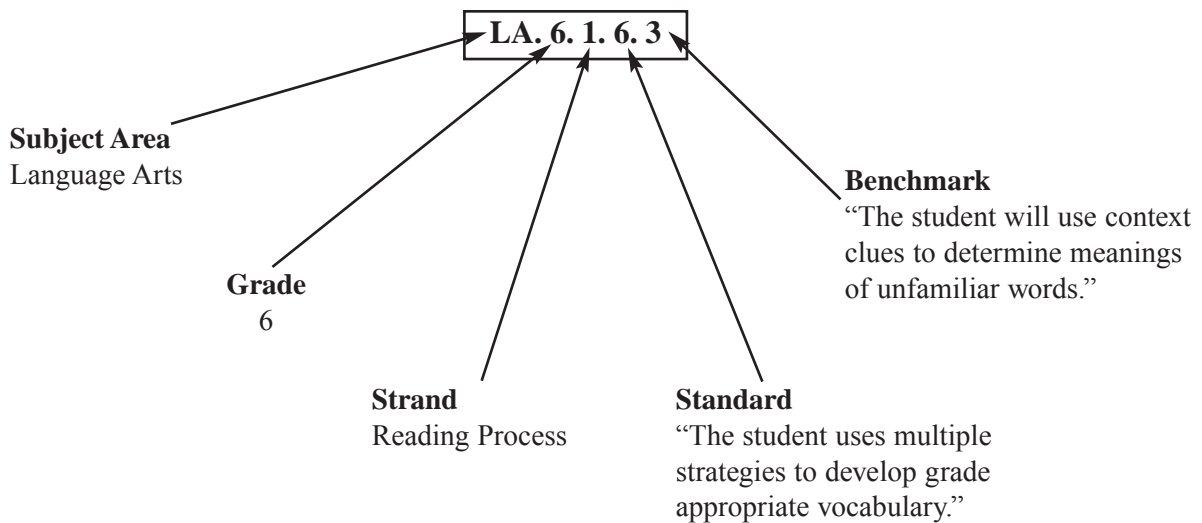 LA. 6. 1. 6. 3
Subject Area
Language Arts
Grade
6
Strand
Reading Process
Standard
“The student uses multiple
strategies to develop grade
appropriate vocabulary.”
Benchmark
“The student will use context
clues to determine meanings
of unfamiliar words.”